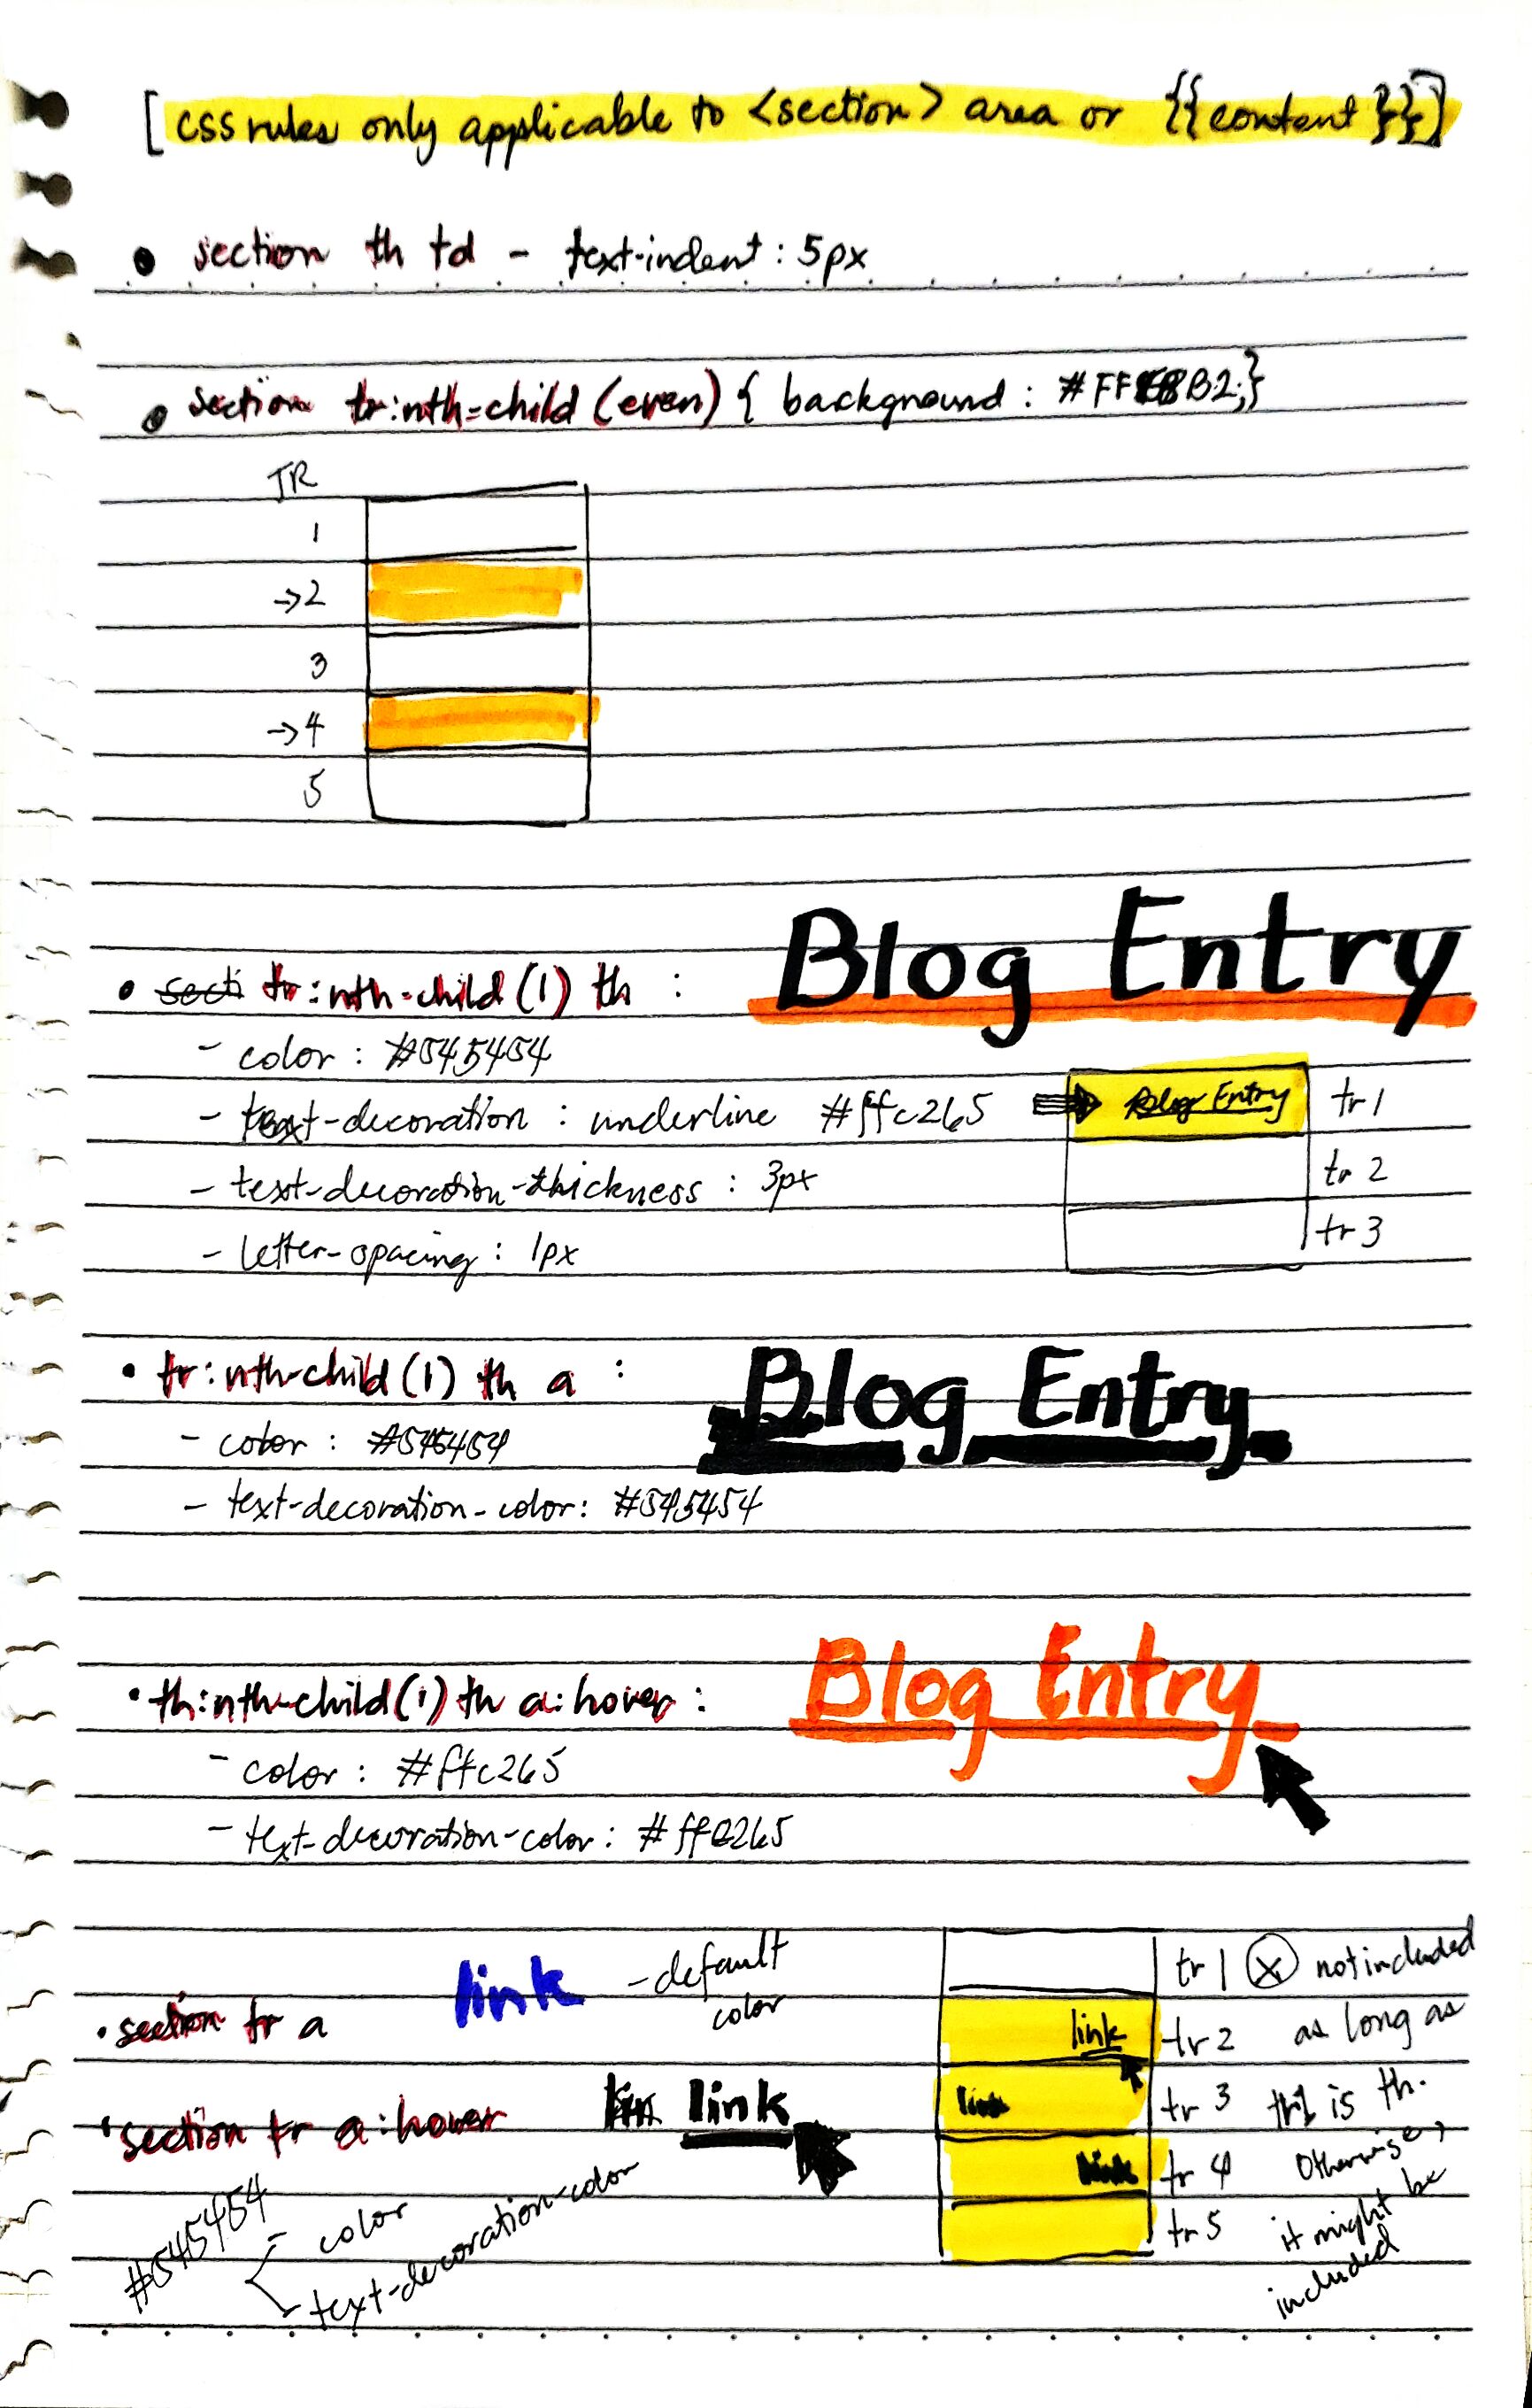 [css rules only applicable to <section> area or {{content}}]
• section th td - text-indent : 5px
• section tr:nth-child (even) { background : #FFE8B2;}
TR
1
→2
3
→4
5
Blog Entry
• secti tr:nth-child (1) th :
- color : #545454
- text-decoration : underline #ffc265
- text-decoration-thickness : 3px
- letter-spacing : 1px
Blog Entry tr 1
tr 2
tr 3
• tr:nth-child (1) th a :
Blog Entry
- color : #545454
- text-decoration-color: #545454
• th:nth-child(1) th a:hover :
Blog Entry
- color : #ffc265
- text-decoration-color : #ffc265
• section tr a
link - default color
• section tr a:hover
lin link
#545454
- color
- text-decoration-color
tr 1 ⓧ not included
link tr 2 as long as
link tr 3 tr1 is th.
link tr 4 Otherwise,
tr 5 it might be
included